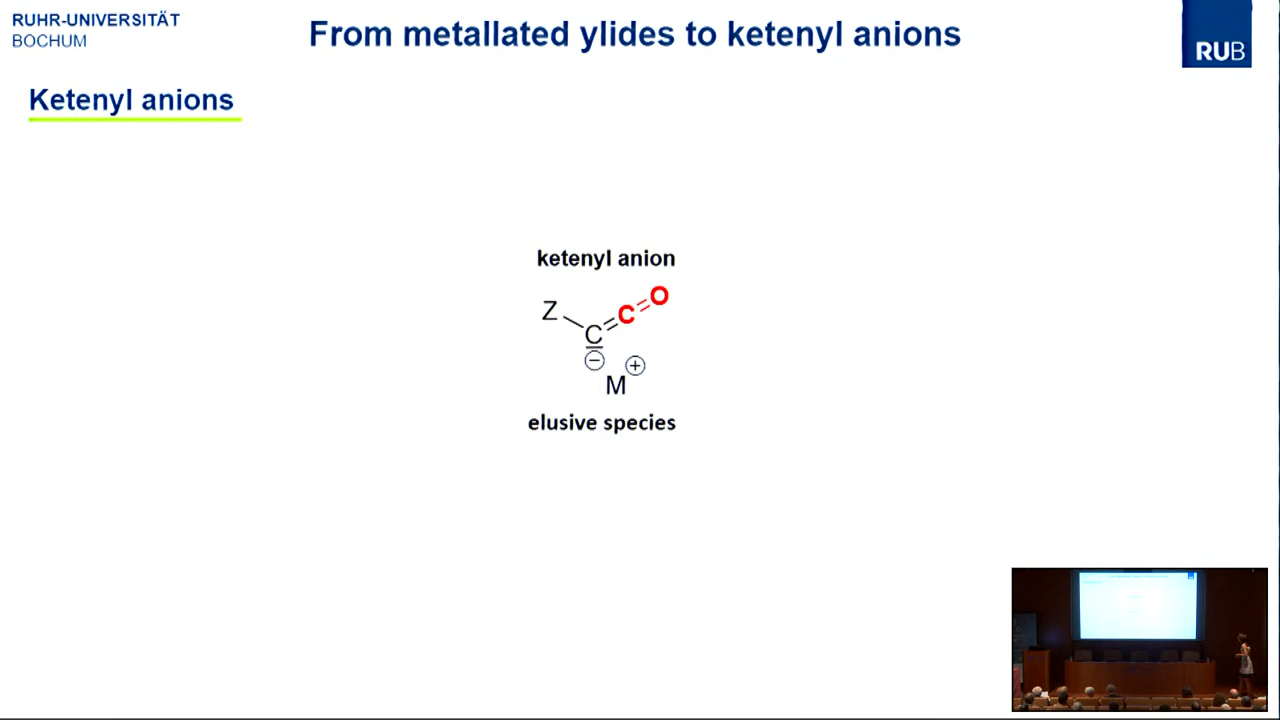 RUHR-UNIVERSITÄT
BOCHUM
From metallated ylides to ketenyl anions
RUB
Ketenyl anions
ketenyl anion
Z
C
C
O
M
elusive species